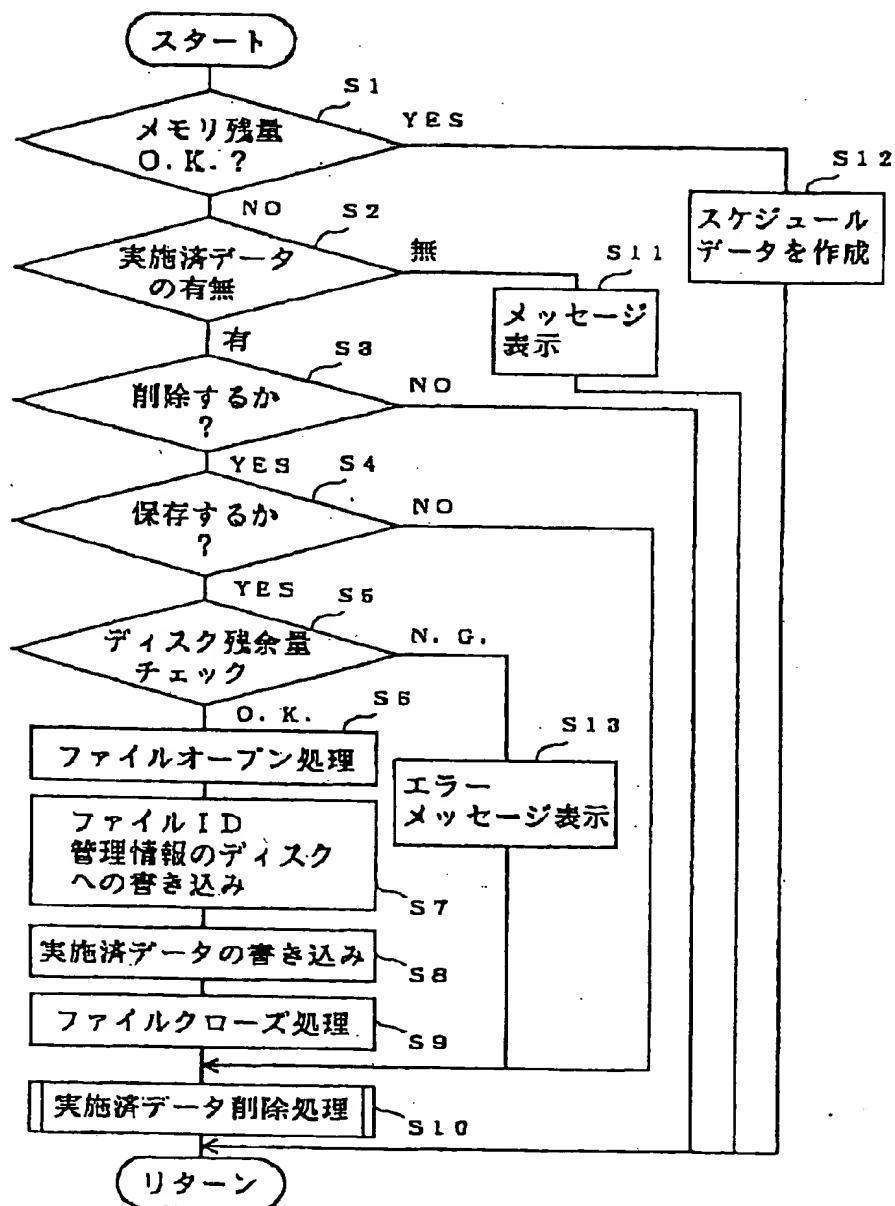 スタート
S1
メモリ残量
O.K.?
YES
NO
S12
スケジュール
データを作成
S2
実施済データ
の有無
無
有
S11
メッセージ
表示
S3
削除するか
?
NO
YES
S4
保存するか
?
NO
YES
S5
ディスク残余量
チェック
N.G.
O.K.
S6
ファイルオープン処理
S13
エラー
メッセージ表示
ファイルID
管理情報のディスク
への書き込み
S7
実施済データの書き込み
S8
ファイルクローズ処理
S9
実施済データ削除処理
S10
リターン